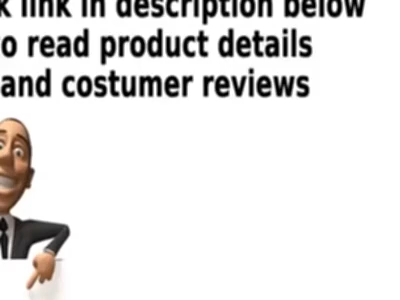 k link in description below
o read product details
and costumer reviews